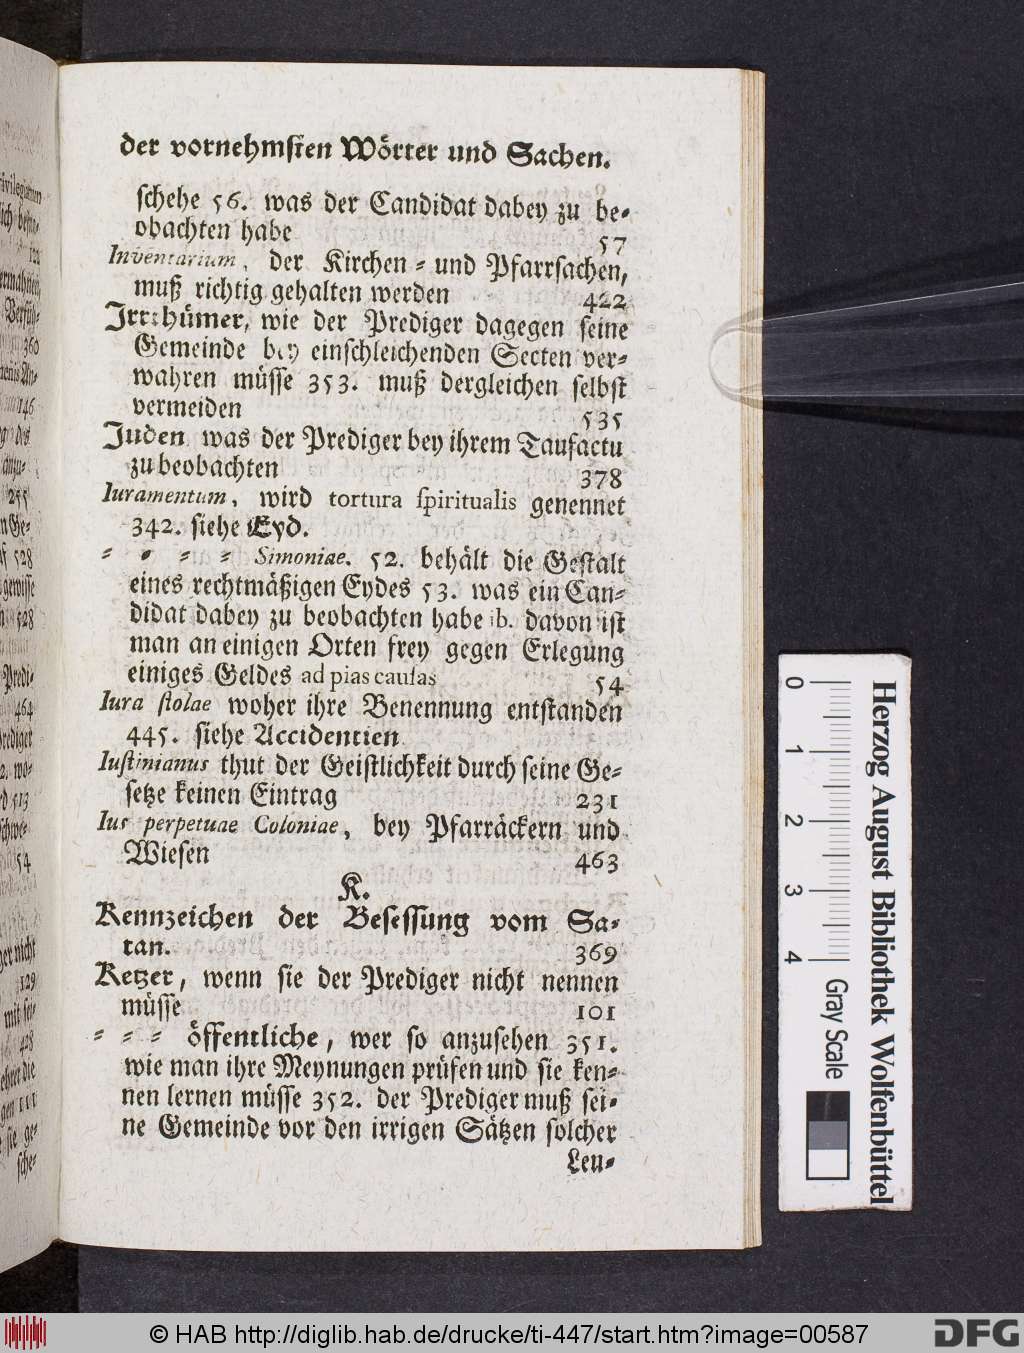 der vornehmsten Wörter und Sachen.
schehe 56. was der Candidat dabey zu be-
obachten habe 57
Inventarium, der Kirchen- und Pfarrsachen,
muß richtig gehalten werden 422
Irrthümer, wie der Prediger dagegen seine
Gemeinde bey einschleichenden Secten ver-
wahren müsse 353. muß dergleichen selbst
vermeiden 535
Juden was der Prediger bey ihrem Taufactu
zu beobachten 378
Iuramentum, wird tortura spiritualis genennet
342. siehe Eyd.
- - - - Simoniae. 52. behält die Gestalt
eines rechtmäßigen Eydes 53. was ein Can-
didat dabey zu beobachten habe ib. davon ist
man an einigen Orten frey gegen Erlegung
einiges Geldes ad pias causas 54
Iura stolae woher ihre Benennung entstanden
445. siehe Accidentien
Iustinianus thut der Geistlichkeit durch seine Ge-
setze keinen Eintrag 231
Ius perpetuae Coloniae, bey Pfarräckern und
Wiesen 463
K.
Kennzeichen der Besessung vom Sa-
tan. 369
Ketzer, wenn sie der Prediger nicht nennen
müsse 101
- - - öffentliche, wer so anzusehen 351.
wie man ihre Meynungen prüfen und sie ken-
nen lernen müsse 352. der Prediger muß sei-
ne Gemeinde vor den irrigen Sätzen solcher
Leu-
0 1 2 3 4
Gray Scale
Herzog August Bibliothek Wolfenbüttel
© HAB http://diglib.hab.de/drucke/ti-447/start.htm?image=00587
DFG